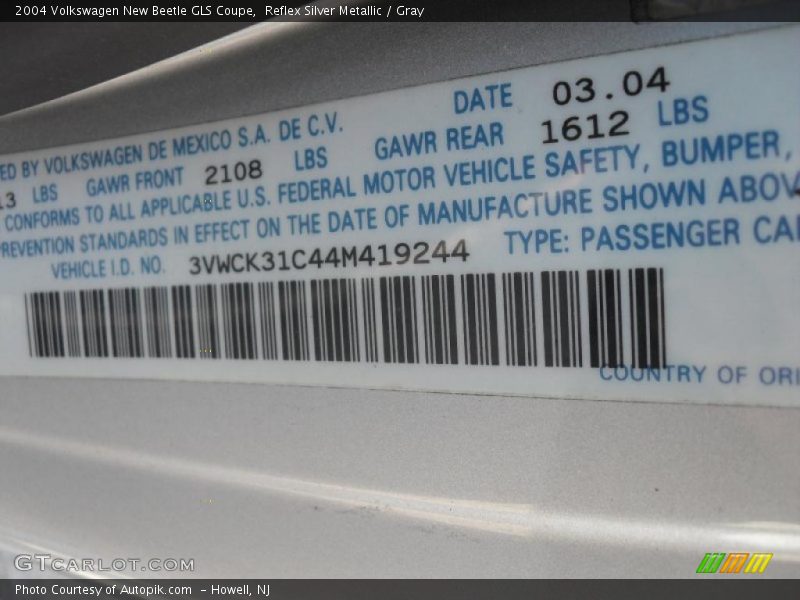 2004 Volkswagen New Beetle GLS Coupe, Reflex Silver Metallic / Gray
DATE 03.04
ED BY VOLKSWAGEN DE MEXICO S.A. DE C.V.
13 LBS GAWR FRONT 2108 LBS GAWR REAR 1612 LBS
CONFORMS TO ALL APPLICABLE U.S. FEDERAL MOTOR VEHICLE SAFETY, BUMPER,
REVENTION STANDARDS IN EFFECT ON THE DATE OF MANUFACTURE SHOWN ABOV
VEHICLE I.D. NO. 3VWCK31C44M419244 TYPE: PASSENGER CA
COUNTRY OF ORI
GTCARLOT.COM
Photo Courtesy of Autopik.com - Howell, NJ